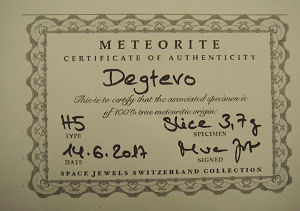 METEORITE
CERTIFICATE OF AUTHENTICITY
Degtevo
This is to certify that the associated specimen is
of 100% true meteoritic origin:
H5 Slice 3,7g
TYPE SPECIMEN
14.6.2017
DATE SIGNED
SPACE JEWELS SWITZERLAND COLLECTION